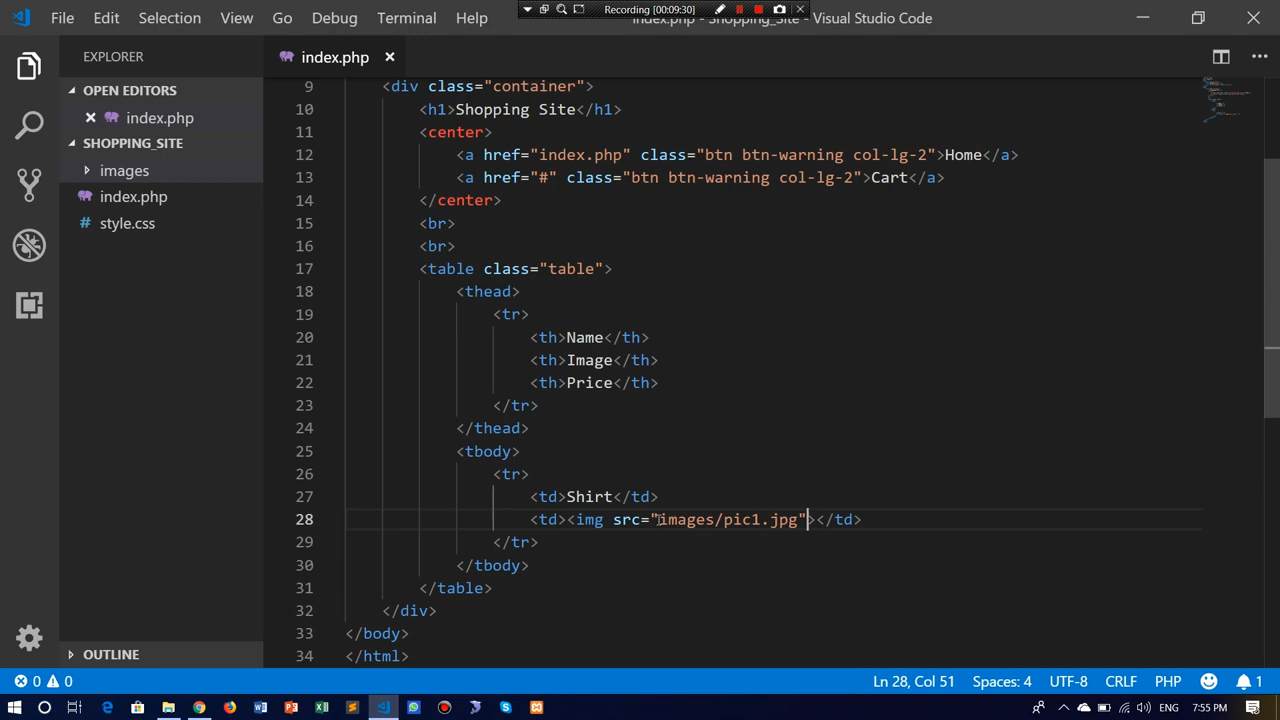 File Edit Selection View Go Debug Terminal Help
Recording [00:09:30]
index.php - Shopping_Site - Visual Studio Code
EXPLORER
index.php
OPEN EDITORS
index.php
SHOPPING_SITE
images
index.php
style.css
OUTLINE
9 <div class="container">
10 <h1>Shopping Site</h1>
11 <center>
12 <a href="index.php" class="btn btn-warning col-lg-2">Home</a>
13 <a href="#" class="btn btn-warning col-lg-2">Cart</a>
14 </center>
15 <br>
16 <br>
17 <table class="table">
18 <thead>
19 <tr>
20 <th>Name</th>
21 <th>Image</th>
22 <th>Price</th>
23 </tr>
24 </thead>
25 <tbody>
26 <tr>
27 <td>Shirt</td>
28 <td><img src="images/pic1.jpg"></td>
29 </tr>
30 </tbody>
31 </table>
32 </div>
33 </body>
34 </html>
0 0 Ln 28, Col 51 Spaces: 4 UTF-8 CRLF PHP 1
ENG 7:55 PM